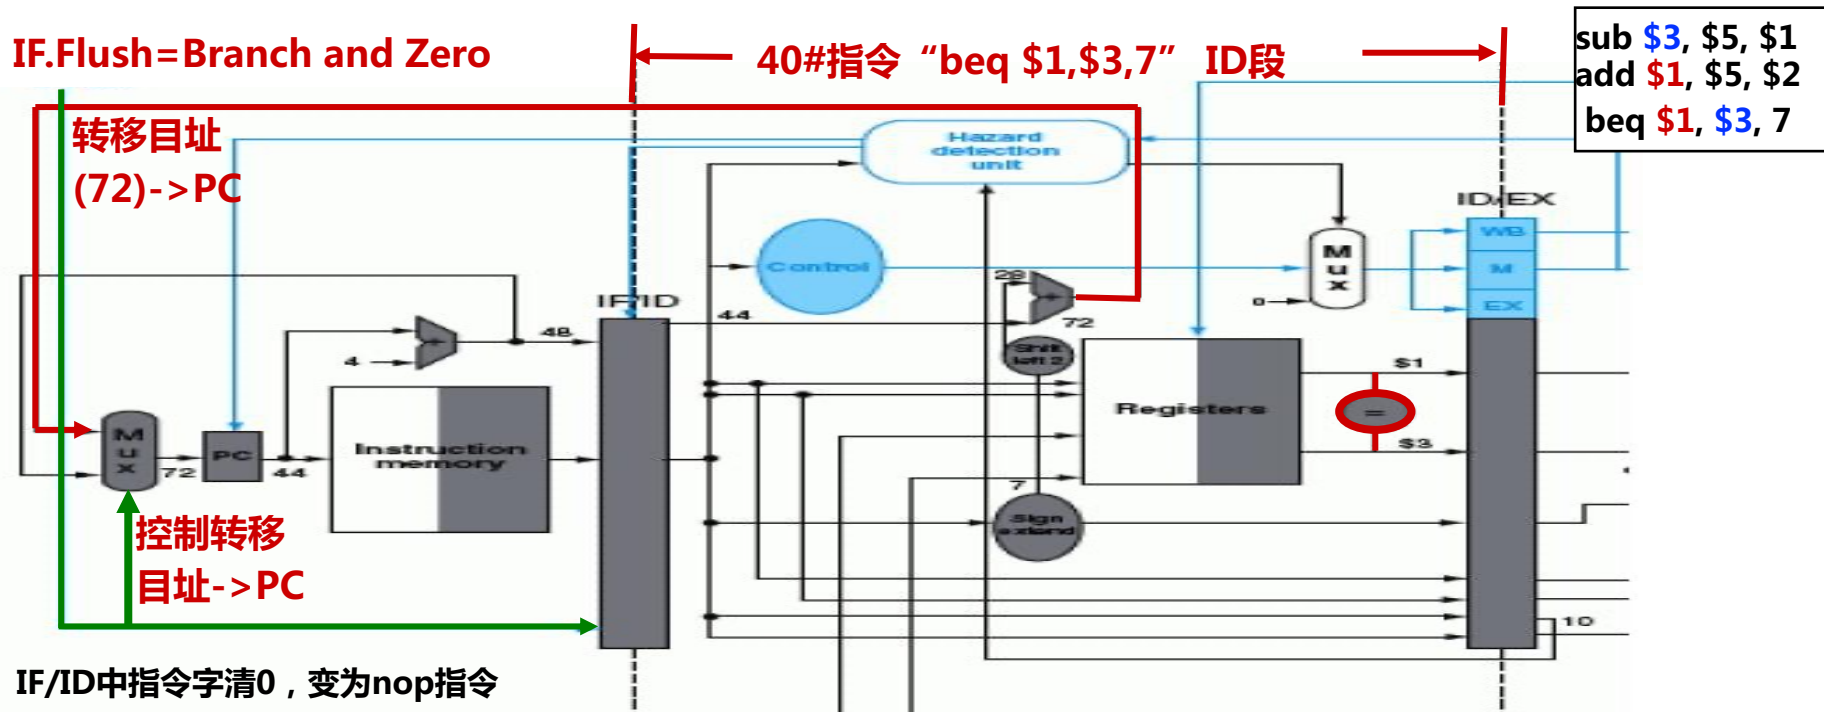 IF.Flush=Branch and Zero
40#指令“beq $1,$3,7” ID段
sub $3, $5, $1
add $1, $5, $2
beq $1, $3, 7
转移目址
(72)->PC
Hazard
detection
unit
ID/EX
WB
M
EX
Control
M
u
x
0
28
72
IF/ID
44
48
4
Shift
left 2
$1
Registers
=
$3
M
u
x
72
PC
44
Instruction
memory
7
Sign
extend
控制转移
目址->PC
10
IF/ID中指令字清0，变为nop指令